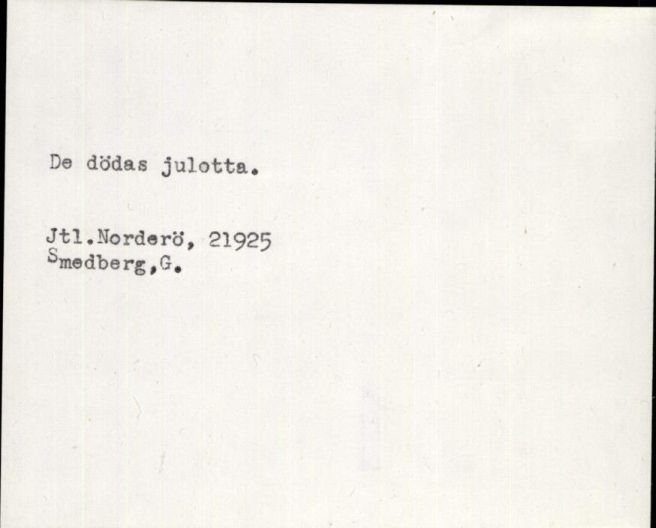 De dödas julotta.
Jtl.Norderö, 21925
Smedberg,G.